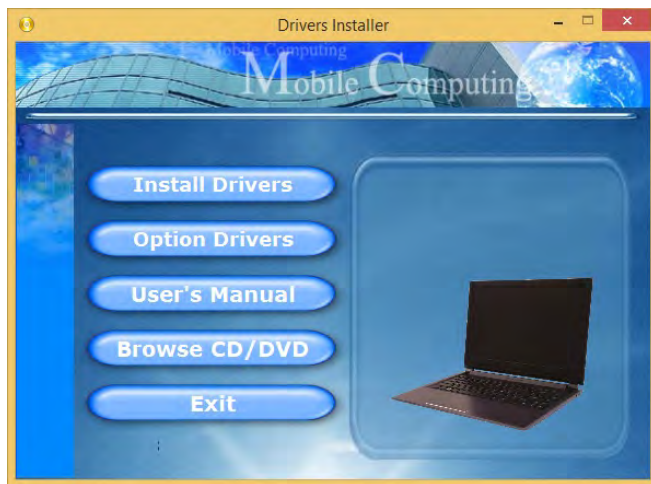 Drivers Installer
Mobile Computing
Mobile Computing
Install Drivers
Option Drivers
User's Manual
Browse CD/DVD
Exit